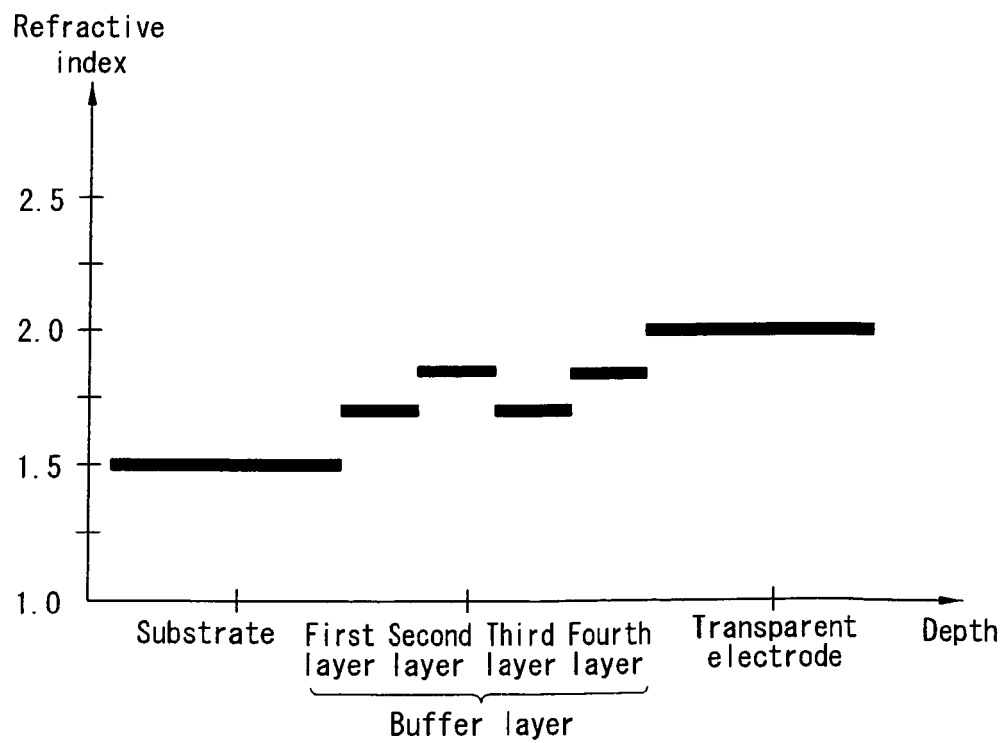 Refractive
index
2.5
2.0
1.5
1.0
Substrate
First Second Third Fourth
layer layer layer layer
Transparent
electrode
Depth
Buffer layer